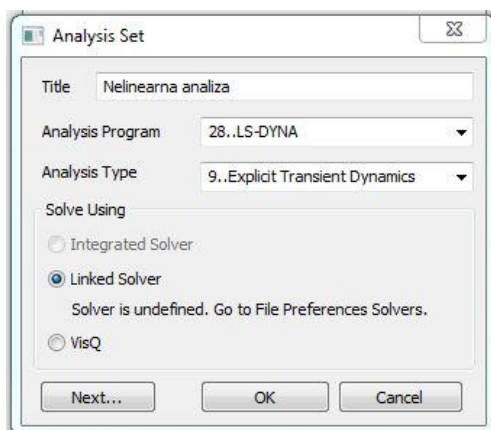 Analysis Set
Title Nelinearna analiza
Analysis Program 28..LS-DYNA
Analysis Type 9..Explicit Transient Dynamics
Solve Using
Integrated Solver
Linked Solver
Solver is undefined. Go to File Preferences Solvers.
VisQ
Next... OK Cancel